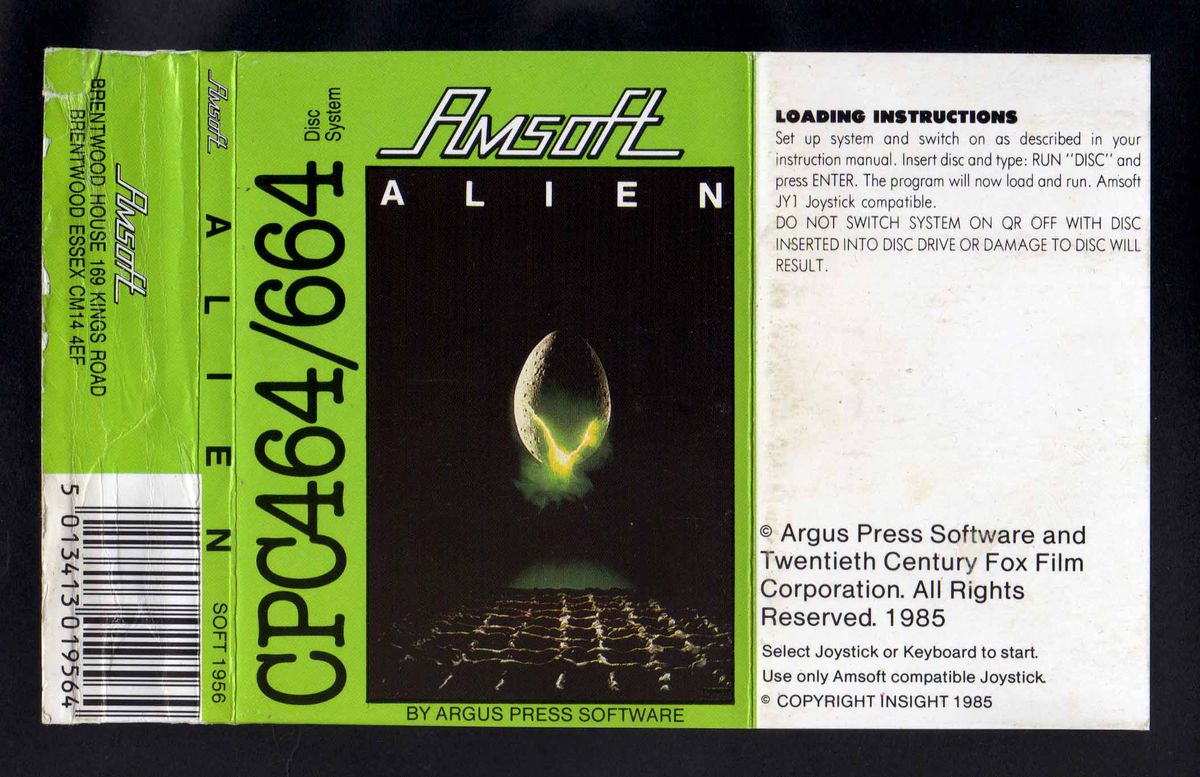 Amsoft
BRENTWOOD HOUSE 169 KINGS ROAD
BRENTWOOD ESSEX CM14 4EF
5 013413 019564
Amsoft
ALIEN
SOFT 1956
CPC464/664
Disc
System
Amsoft
ALIEN
BY ARGUS PRESS SOFTWARE
LOADING INSTRUCTIONS
Set up system and switch on as described in your
instruction manual. Insert disc and type: RUN "DISC" and
press ENTER. The program will now load and run. Amsoft
JY1 Joystick compatible.
DO NOT SWITCH SYSTEM ON QR OFF WITH DISC
INSERTED INTO DISC DRIVE OR DAMAGE TO DISC WILL
RESULT.
© Argus Press Software and
Twentieth Century Fox Film
Corporation. All Rights
Reserved. 1985
Select Joystick or Keyboard to start.
Use only Amsoft compatible Joystick.
© COPYRIGHT INSIGHT 1985